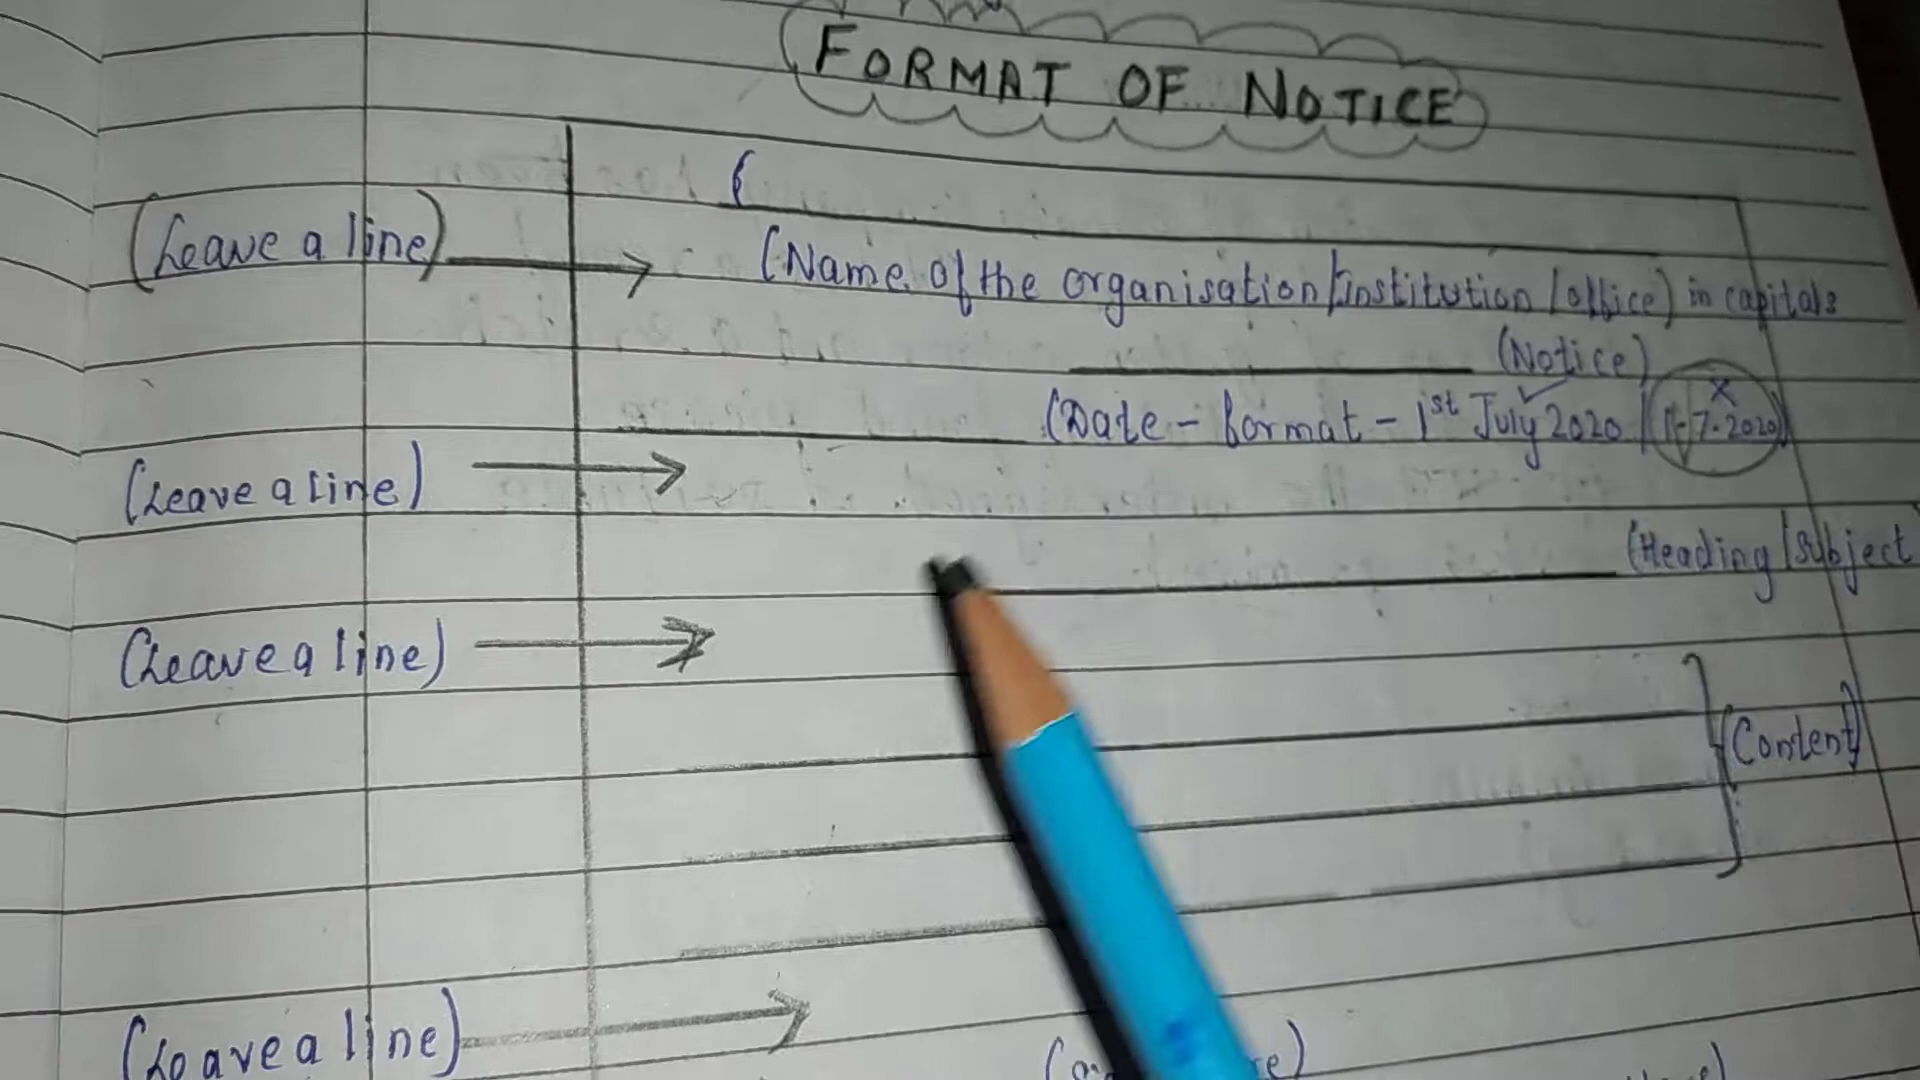 FORMAT OF NOTICE
(Leave a line)
(Name of the organisation/institution/office) in capitals
(Notice)
(Date - format - 1st July 2020 / 1-7-2020)
(Leave a line)
(Heading/Subject
(Leave a line)
(Content)
(Leave a line)